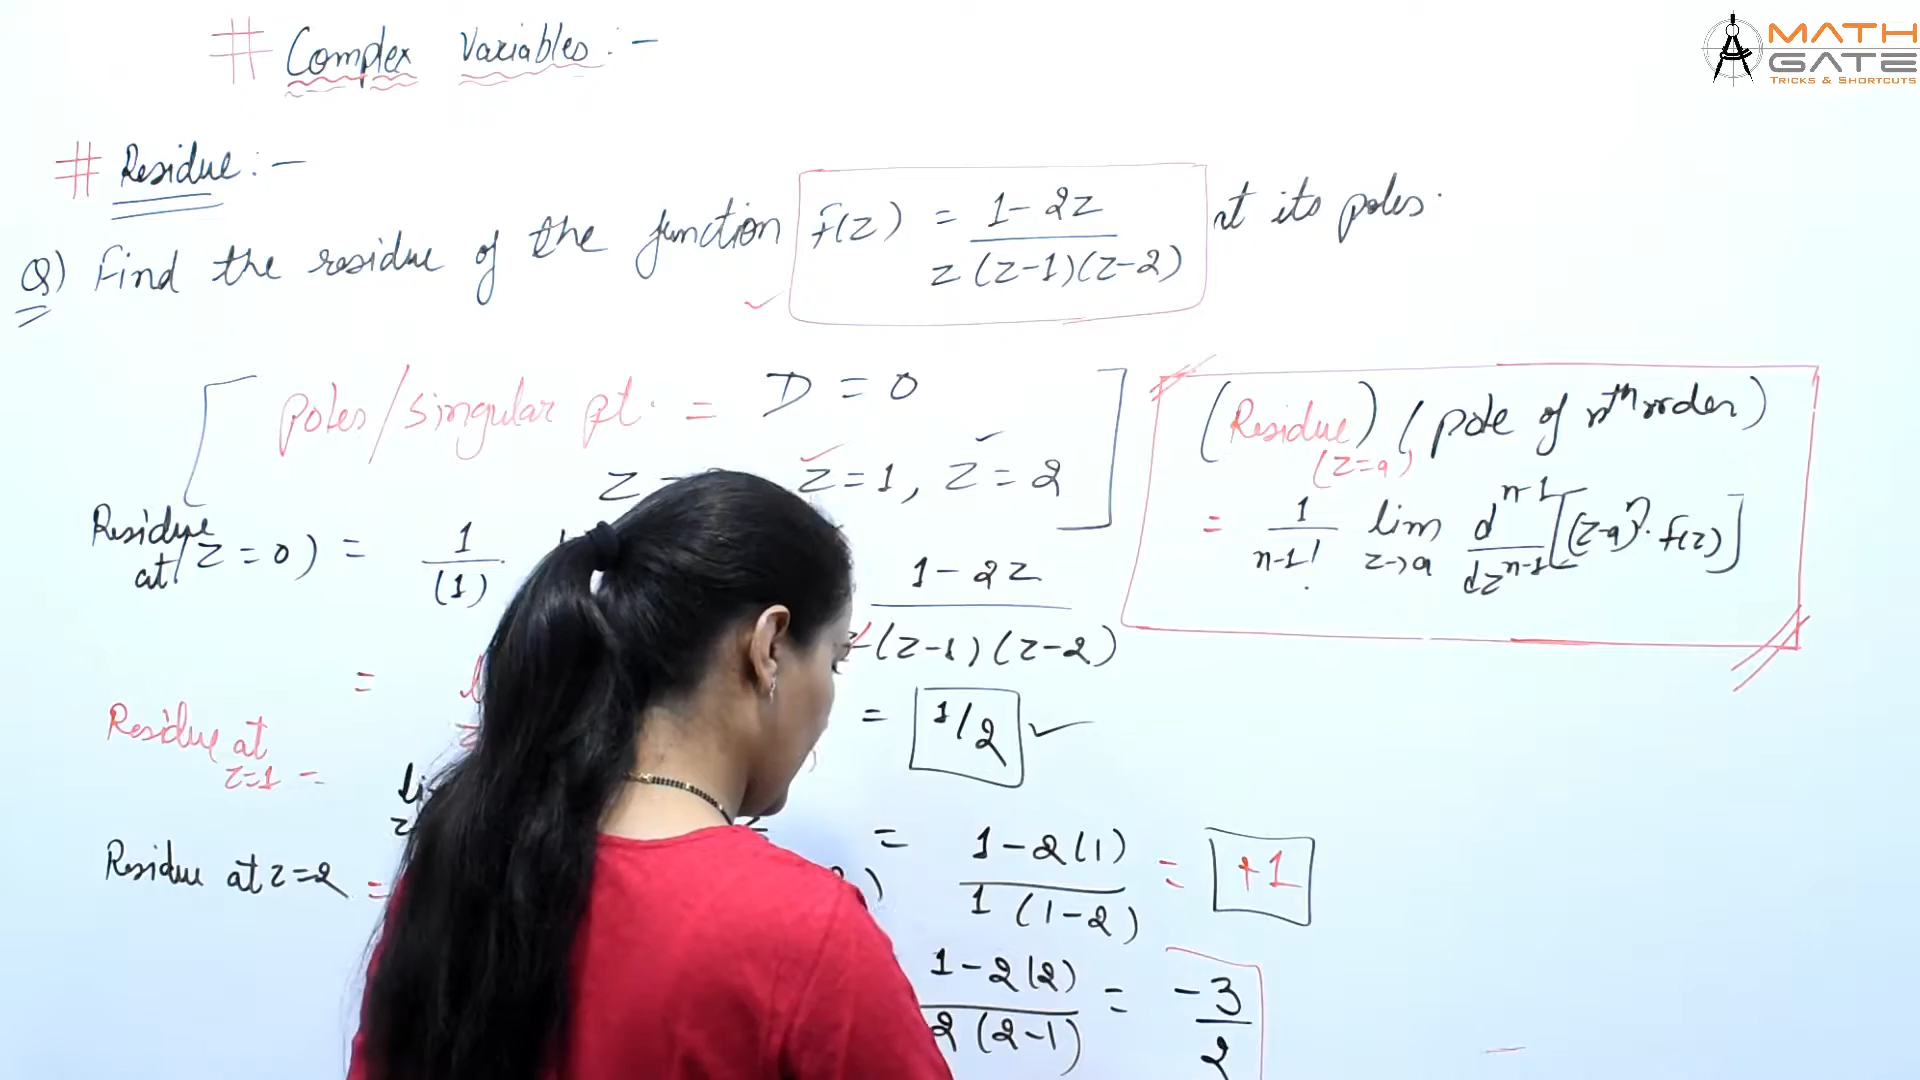 # Complex Variables :-
MATH
GATE
TRICKS & SHORTCUTS
# Residue :-
Q) Find the residue of the function f(z) = 1-2z / z(z-1)(z-2) at its poles.
[ poles/singular pt. = D = 0
z = z=1, z=2 ]
(Residue) (pole of nth order)
(z=a)
= 1/n-1! lim z→a d^n-1/dz^n-1 [(z-a)^n. f(z)]
Residue at (z=0) = 1/(1)
1-2z / (z-1)(z-2)
=
= 1/2 ✓
Residue at z=1 =
= 1-2(1) / 1(1-2) = +1
Residue at z=2 =
1-2(2) / 2(2-1) = -3/2